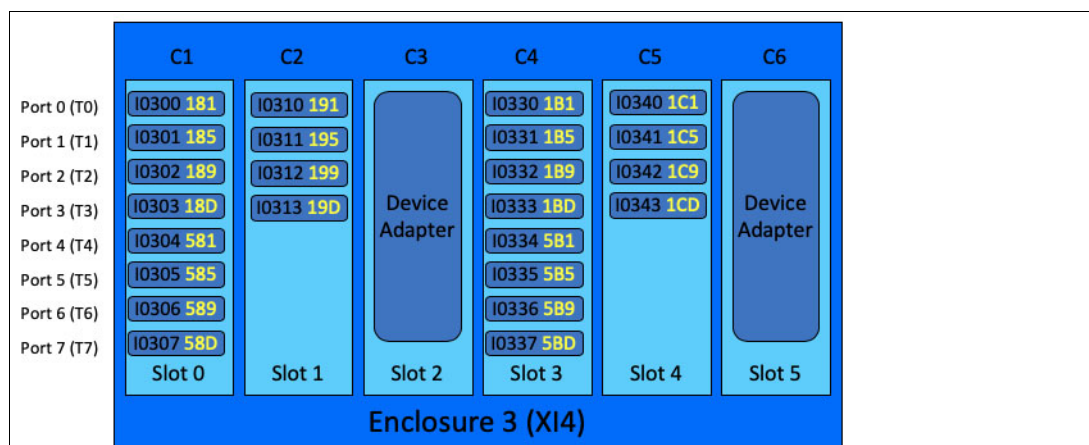 C1 C2 C3 C4 C5 C6
Port 0 (T0) I0300 181 I0310 191 I0330 1B1 I0340 1C1
Port 1 (T1) I0301 185 I0311 195 I0331 1B5 I0341 1C5
Port 2 (T2) I0302 189 I0312 199 I0332 1B9 I0342 1C9
Port 3 (T3) I0303 18D I0313 19D Device I0333 1BD I0343 1CD Device
Port 4 (T4) I0304 581 Adapter I0334 5B1 Adapter
Port 5 (T5) I0305 585 I0335 5B5
Port 6 (T6) I0306 589 I0336 5B9
Port 7 (T7) I0307 58D I0337 5BD
Slot 0 Slot 1 Slot 2 Slot 3 Slot 4 Slot 5
Enclosure 3 (XI4)